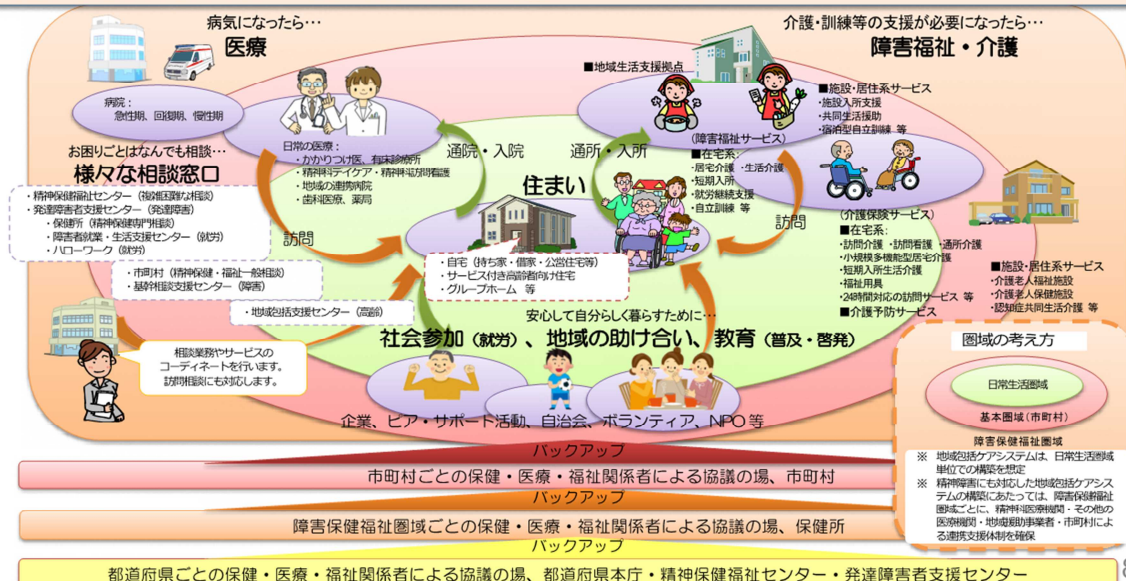 病気になったら…
医療
介護・訓練等の支援が必要になったら…
障害福祉・介護
病院：
急性期、回復期、慢性期
日常の医療：
・かかりつけ医、有床診療所
・精神科デイケア・精神科訪問看護
・地域の連携病院
・歯科医療、薬局
通院・入院
通所・入所
住まい
訪問
訪問
■地域生活支援拠点
(障害福祉サービス)
■在宅系:
・居宅介護 ・生活介護
・短期入所
・就労継続支援
・自立訓練 等
■施設・居住系サービス
・施設入所支援
・共同生活援助
・宿泊型自立訓練 等
(介護保険サービス)
■在宅系:
・訪問介護 ・訪問看護 ・通所介護
・小規模多機能型居宅介護
・短期入所生活介護
・福祉用具
・24時間対応の訪問サービス 等
■介護予防サービス
■施設・居住系サービス
・介護老人福祉施設
・介護老人保健施設
・認知症共同生活介護 等
お困りごとはなんでも相談…
様々な相談窓口
・精神保健福祉センター（複雑困難な相談）
・発達障害者支援センター（発達障害）
・保健所（精神保健専門相談）
・障害者就業・生活支援センター（就労）
・ハローワーク（就労）
・市町村（精神保健・福祉一般相談）
・基幹相談支援センター（障害）
・地域包括支援センター（高齢）
相談業務やサービスの
コーディネートを行います。
訪問相談にも対応します。
・自宅（持ち家・借家・公営住宅等）
・サービス付き高齢者向け住宅
・グループホーム 等
安心して自分らしく暮らすために…
社会参加（就労）、地域の助け合い、教育（普及・啓発）
企業、ピア・サポート活動、自治会、ボランティア、NPO 等
圏域の考え方
日常生活圏域
基本圏域（市町村）
障害保健福祉圏域
※ 地域包括ケアシステムは、日常生活圏域
単位での構築を想定
※ 精神障害にも対応した地域包括ケアシス
テムの構築にあたっては、障害保健福祉
圏域ごとに、精神科医療機関・その他の
医療機関・地域援助事業者・市町村によ
る連携支援体制を確保
バックアップ
市町村ごとの保健・医療・福祉関係者による協議の場、市町村
バックアップ
障害保健福祉圏域ごとの保健・医療・福祉関係者による協議の場、保健所
バックアップ
都道府県ごとの保健・医療・福祉関係者による協議の場、都道府県本庁・精神保健福祉センター・発達障害者支援センター